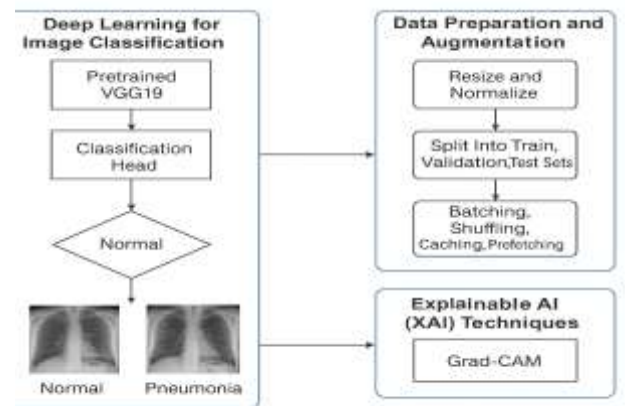 Deep Learning for
Image Classification
Pretrained
VGG19
Classification
Head
Normal
Normal
Pneumonia
Data Preparation and
Augmentation
Resize and
Normalize
Split Into Train,
Validation,Test Sets
Batching,
Shuffling,
Caching,Prefetching
Explainable AI
(XAI) Techniques
Grad-CAM